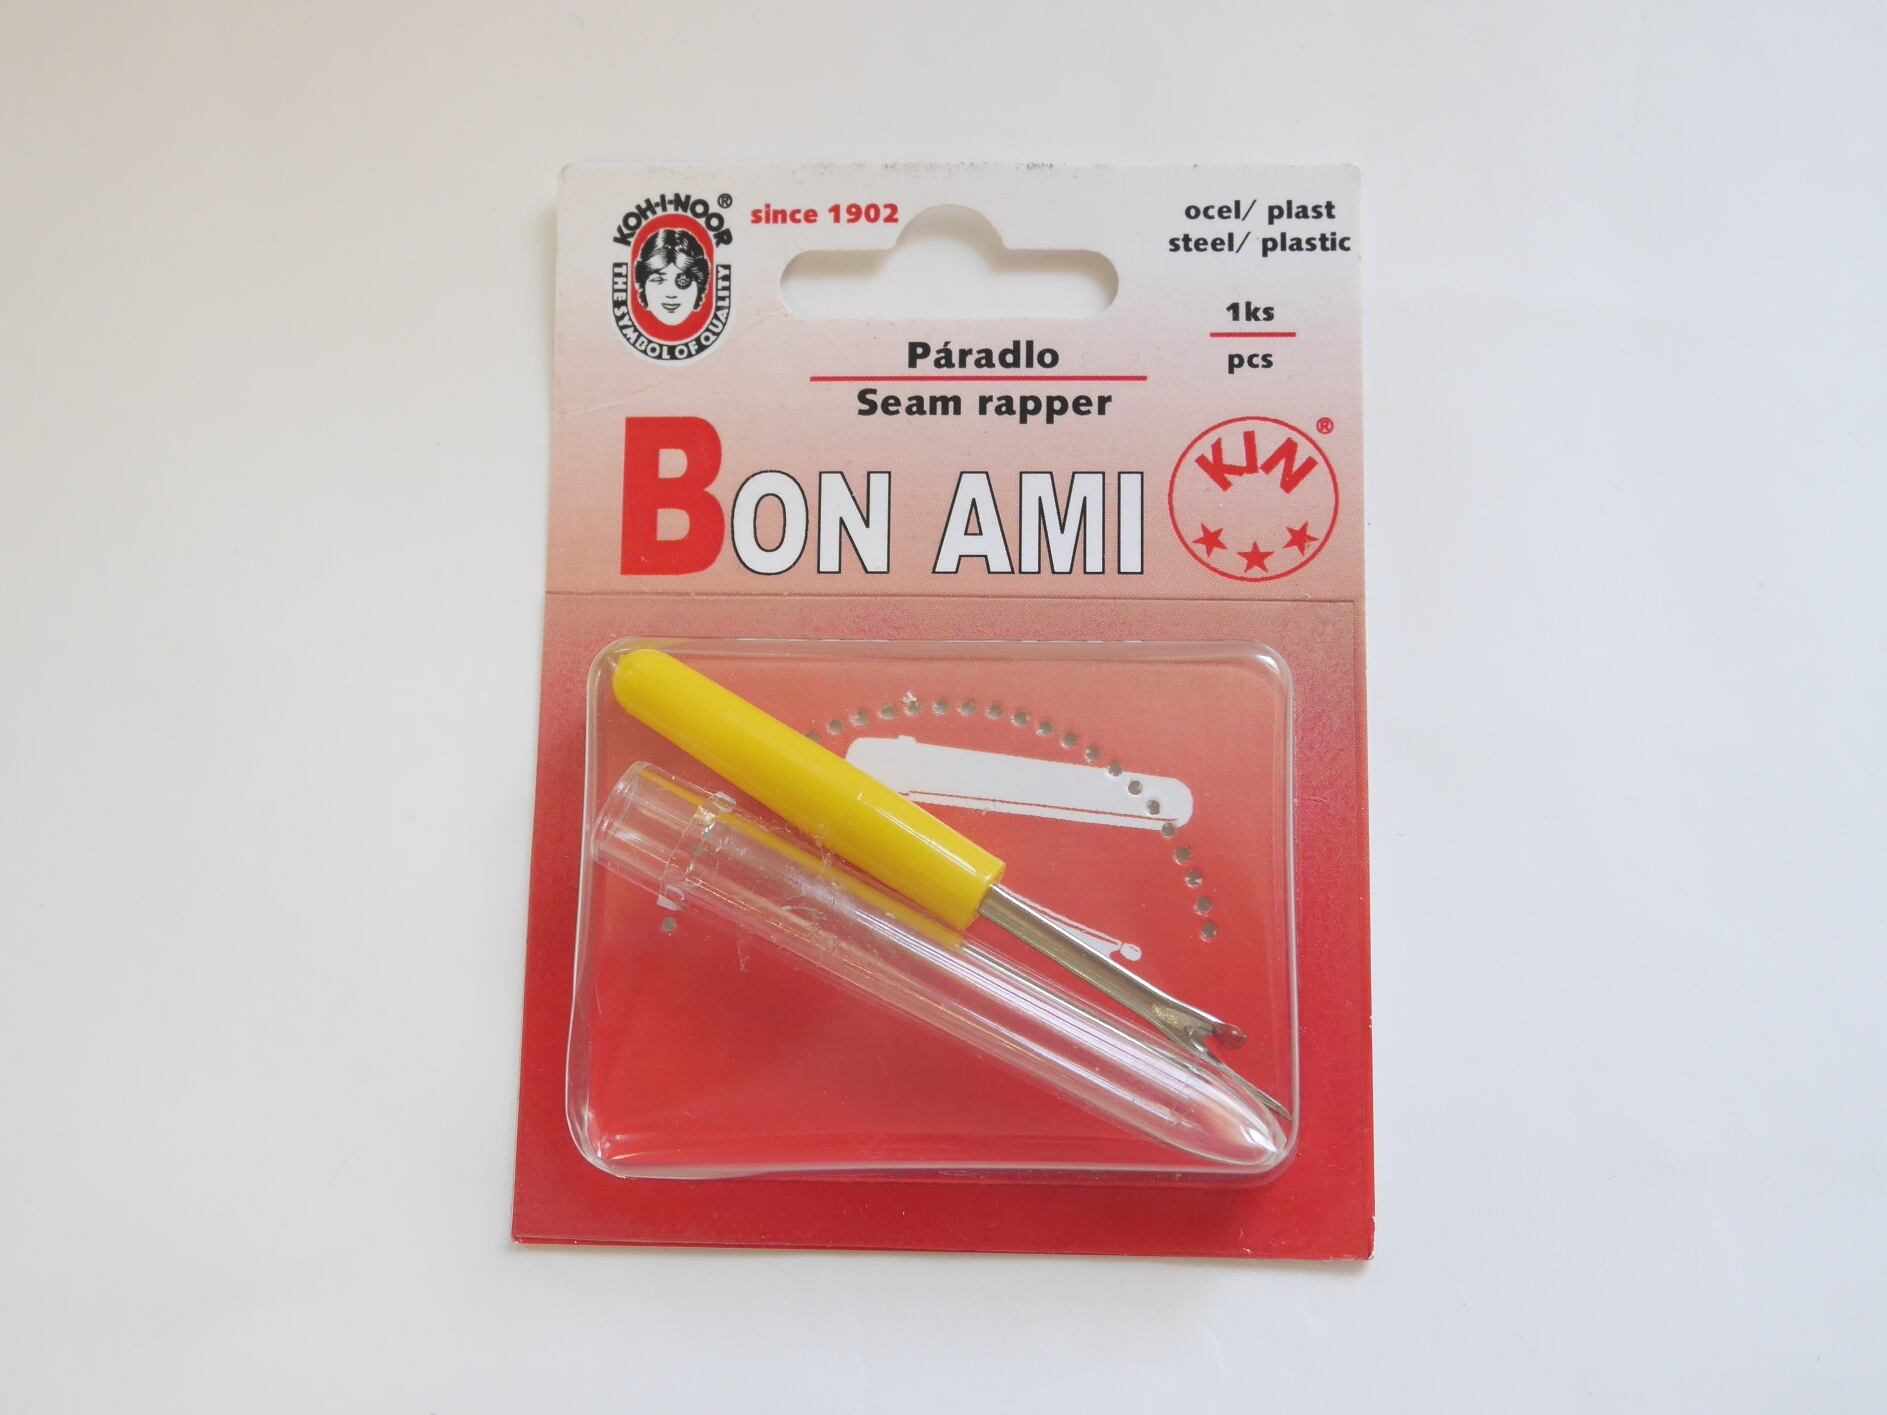 KOH-I-NOOR®
THE SYMBOL OF QUALITY
since 1902
ocel/ plast
steel/ plastic
1ks
pcs
Páradlo
Seam rapper
BON AMI
KIN®